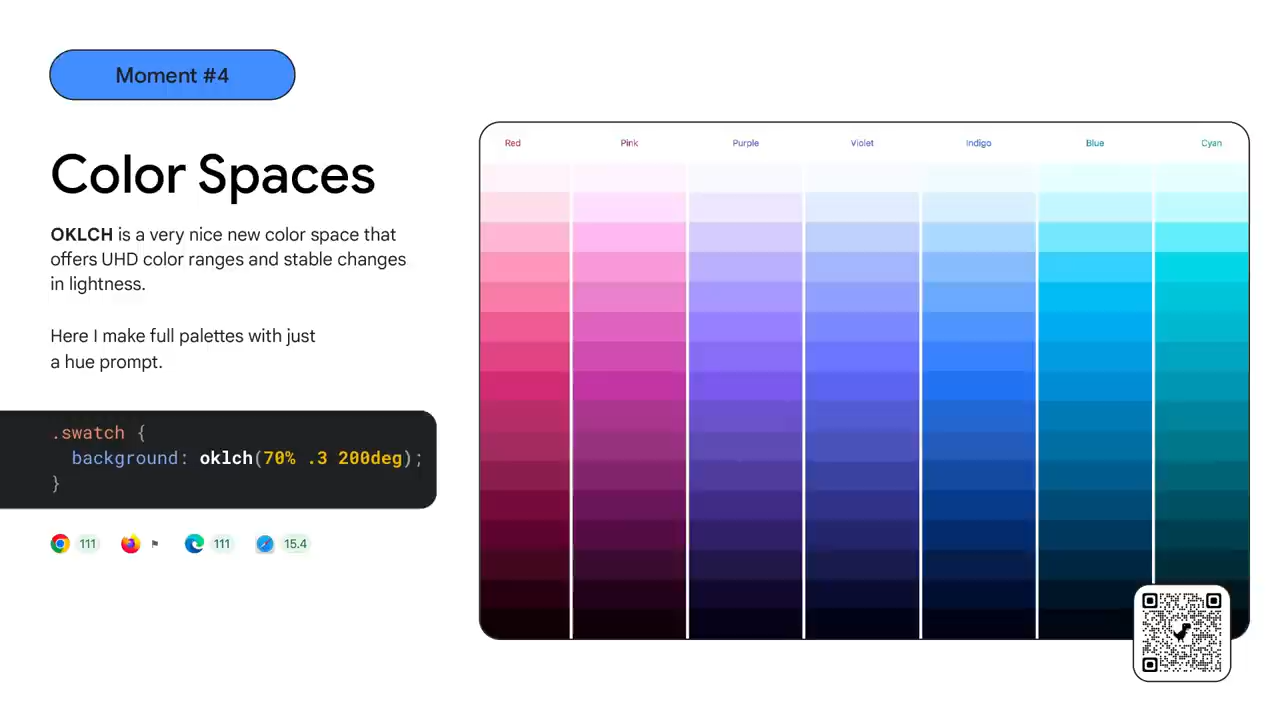 Moment #4
Color Spaces
OKLCH is a very nice new color space that
offers UHD color ranges and stable changes
in lightness.
Here I make full palettes with just
a hue prompt.
.swatch {
  background: oklch(70% .3 200deg);
}
111
111
15.4
Red Pink Purple Violet Indigo Blue Cyan